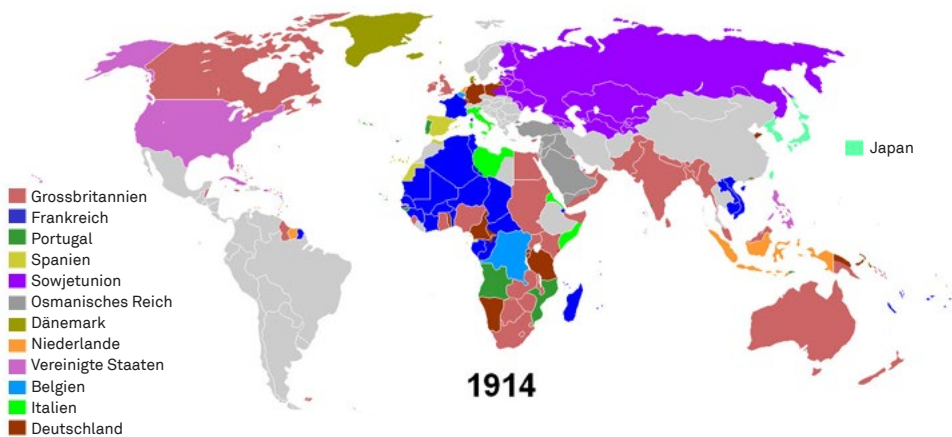 Japan
Grossbritannien
Frankreich
Portugal
Spanien
Sowjetunion
Osmanisches Reich
Dänemark
Niederlande
Vereinigte Staaten
Belgien
Italien
Deutschland
1914